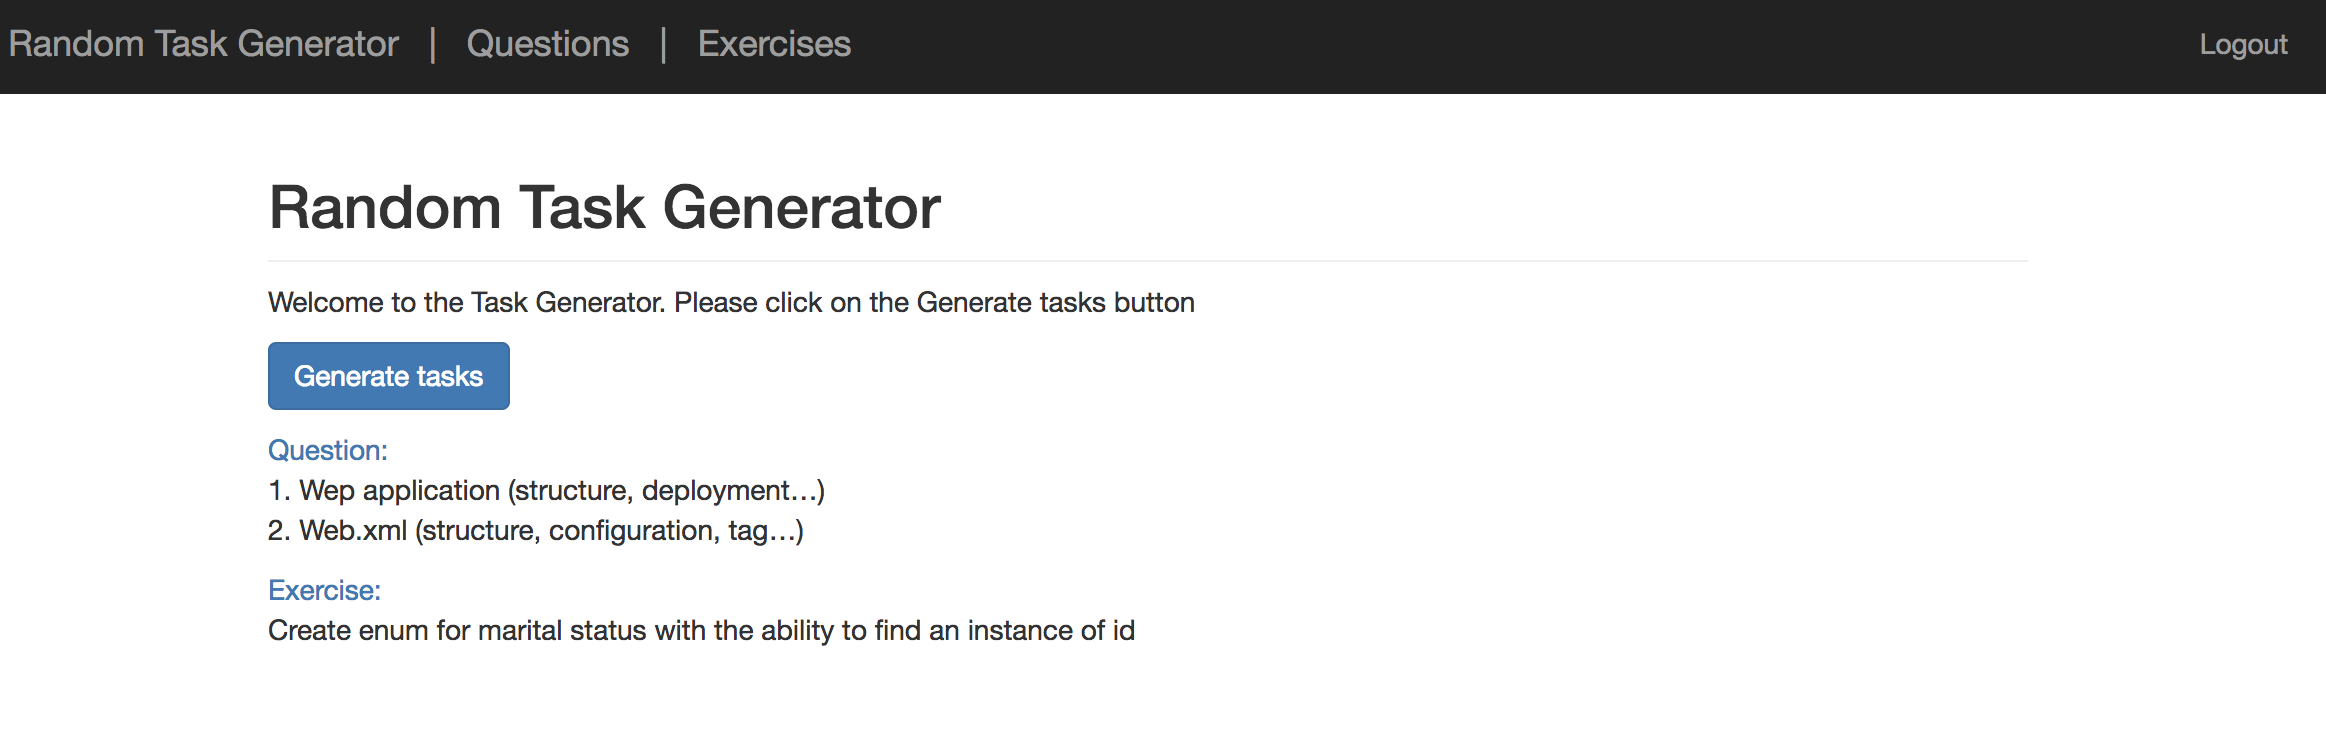 Random Task Generator | Questions | Exercises Logout
Random Task Generator
Welcome to the Task Generator. Please click on the Generate tasks button
Generate tasks
Question:
1. Wep application (structure, deployment…)
2. Web.xml (structure, configuration, tag…)
Exercise:
Create enum for marital status with the ability to find an instance of id